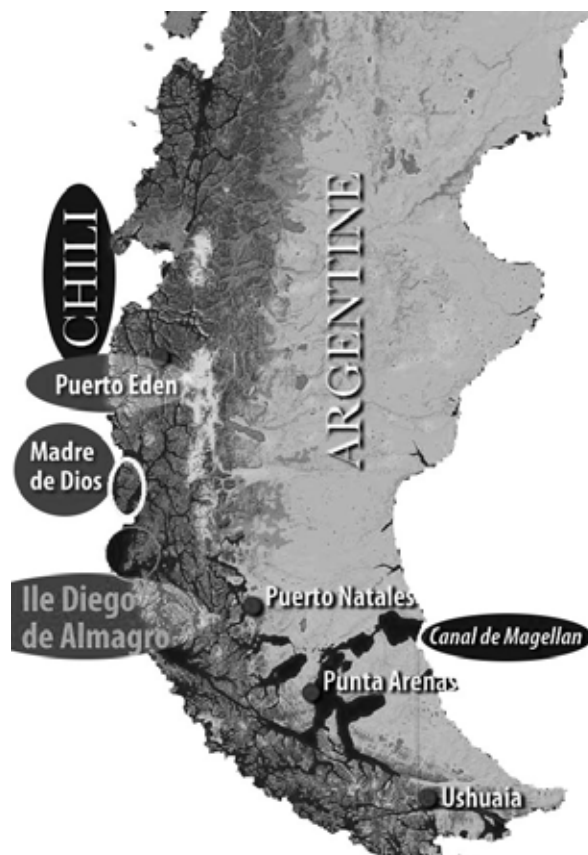 CHILI
ARGENTINE
Puerto Eden
Madre
de Dios
Ile Diego
de Almagro
Puerto Natales
Canal de Magellan
Punta Arenas
Ushuaia